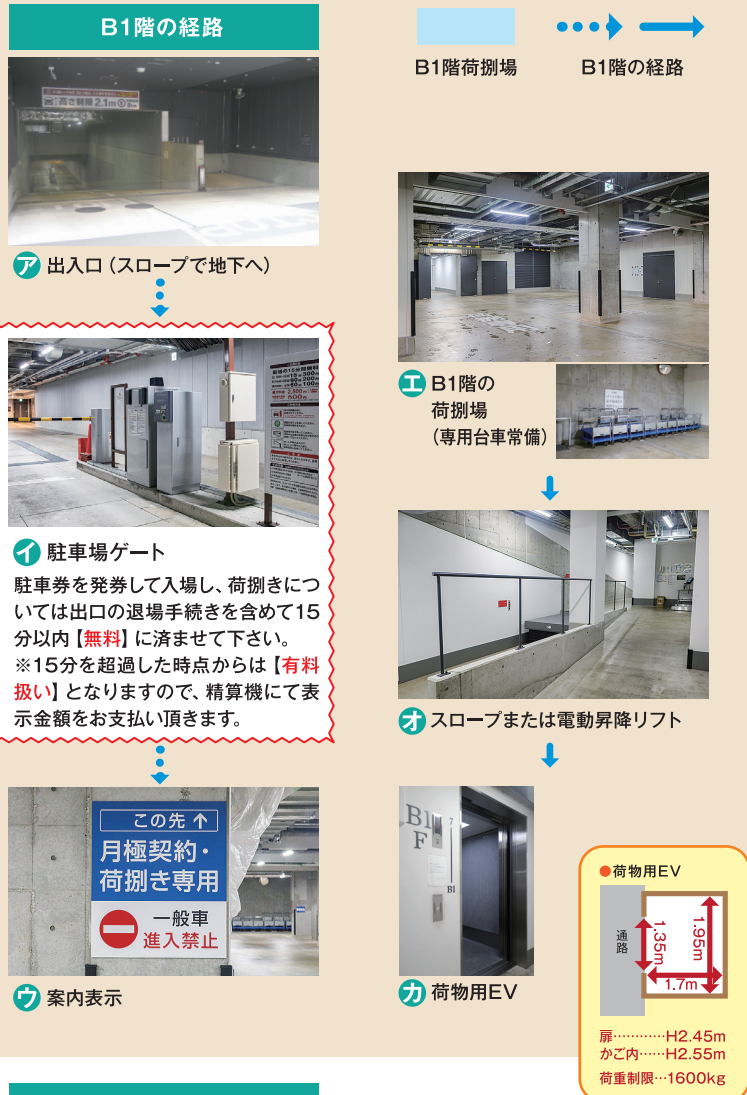 B1階の経路
B1階荷捌場
B1階の経路
高さ制限 2.1m
ア 出入口（スロープで地下へ）
イ 駐車場ゲート
駐車券を発券して入場し、荷捌きにつ
いては出口の退場手続きを含めて15
分以内【無料】に済ませて下さい。
※15分を超過した時点からは【有料
扱い】となりますので、精算機にて表
示金額をお支払い頂きます。
この先↑
月極契約・
荷捌き専用
一般車
進入禁止
ウ 案内表示
エ B1階の
荷捌場
（専用台車常備）
オ スロープまたは電動昇降リフト
B1
F
7
B1
カ 荷物用EV
●荷物用EV
通路
1.35m
1.95m
1.7m
扉…………H2.45m
かご内……H2.55m
荷重制限…1600kg